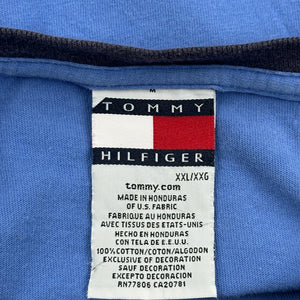 M
TOMMY
HILFIGER
XXL/XXG
tommy.com
MADE IN HONDURAS
OF U.S. FABRIC
FABRIQUE AU HONDURAS
AVEC TISSUS DES ETATS-UNIS
HECHO EN HONDURAS
CON TELA DE E.E.U.U.
100% COTTON/COTON/ALGODON
EXCLUSIVE OF DECORATION
SAUF DECORATION
EXCEPTO DECORACION
RN77806 CA20781